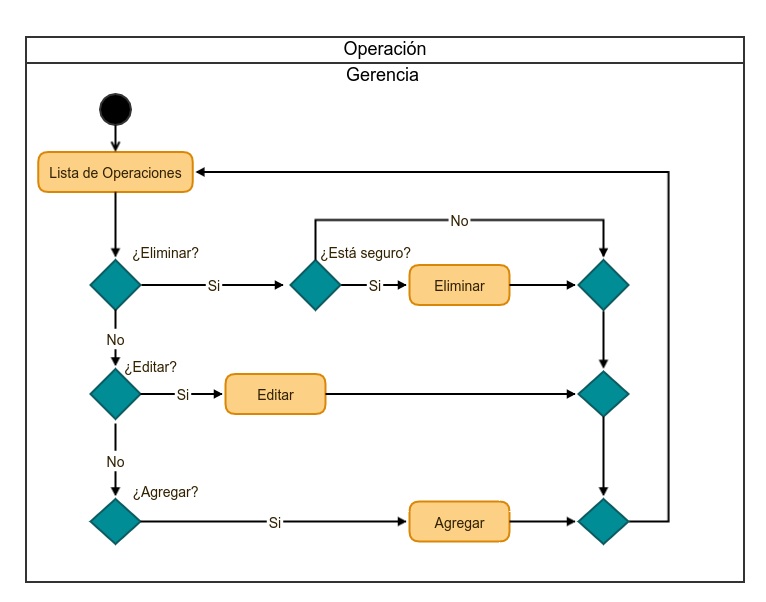 Operación
Gerencia
Lista de Operaciones
No
¿Eliminar?
¿Está seguro?
Si
Si
Eliminar
No
¿Editar?
Si
Editar
No
¿Agregar?
Si
Agregar